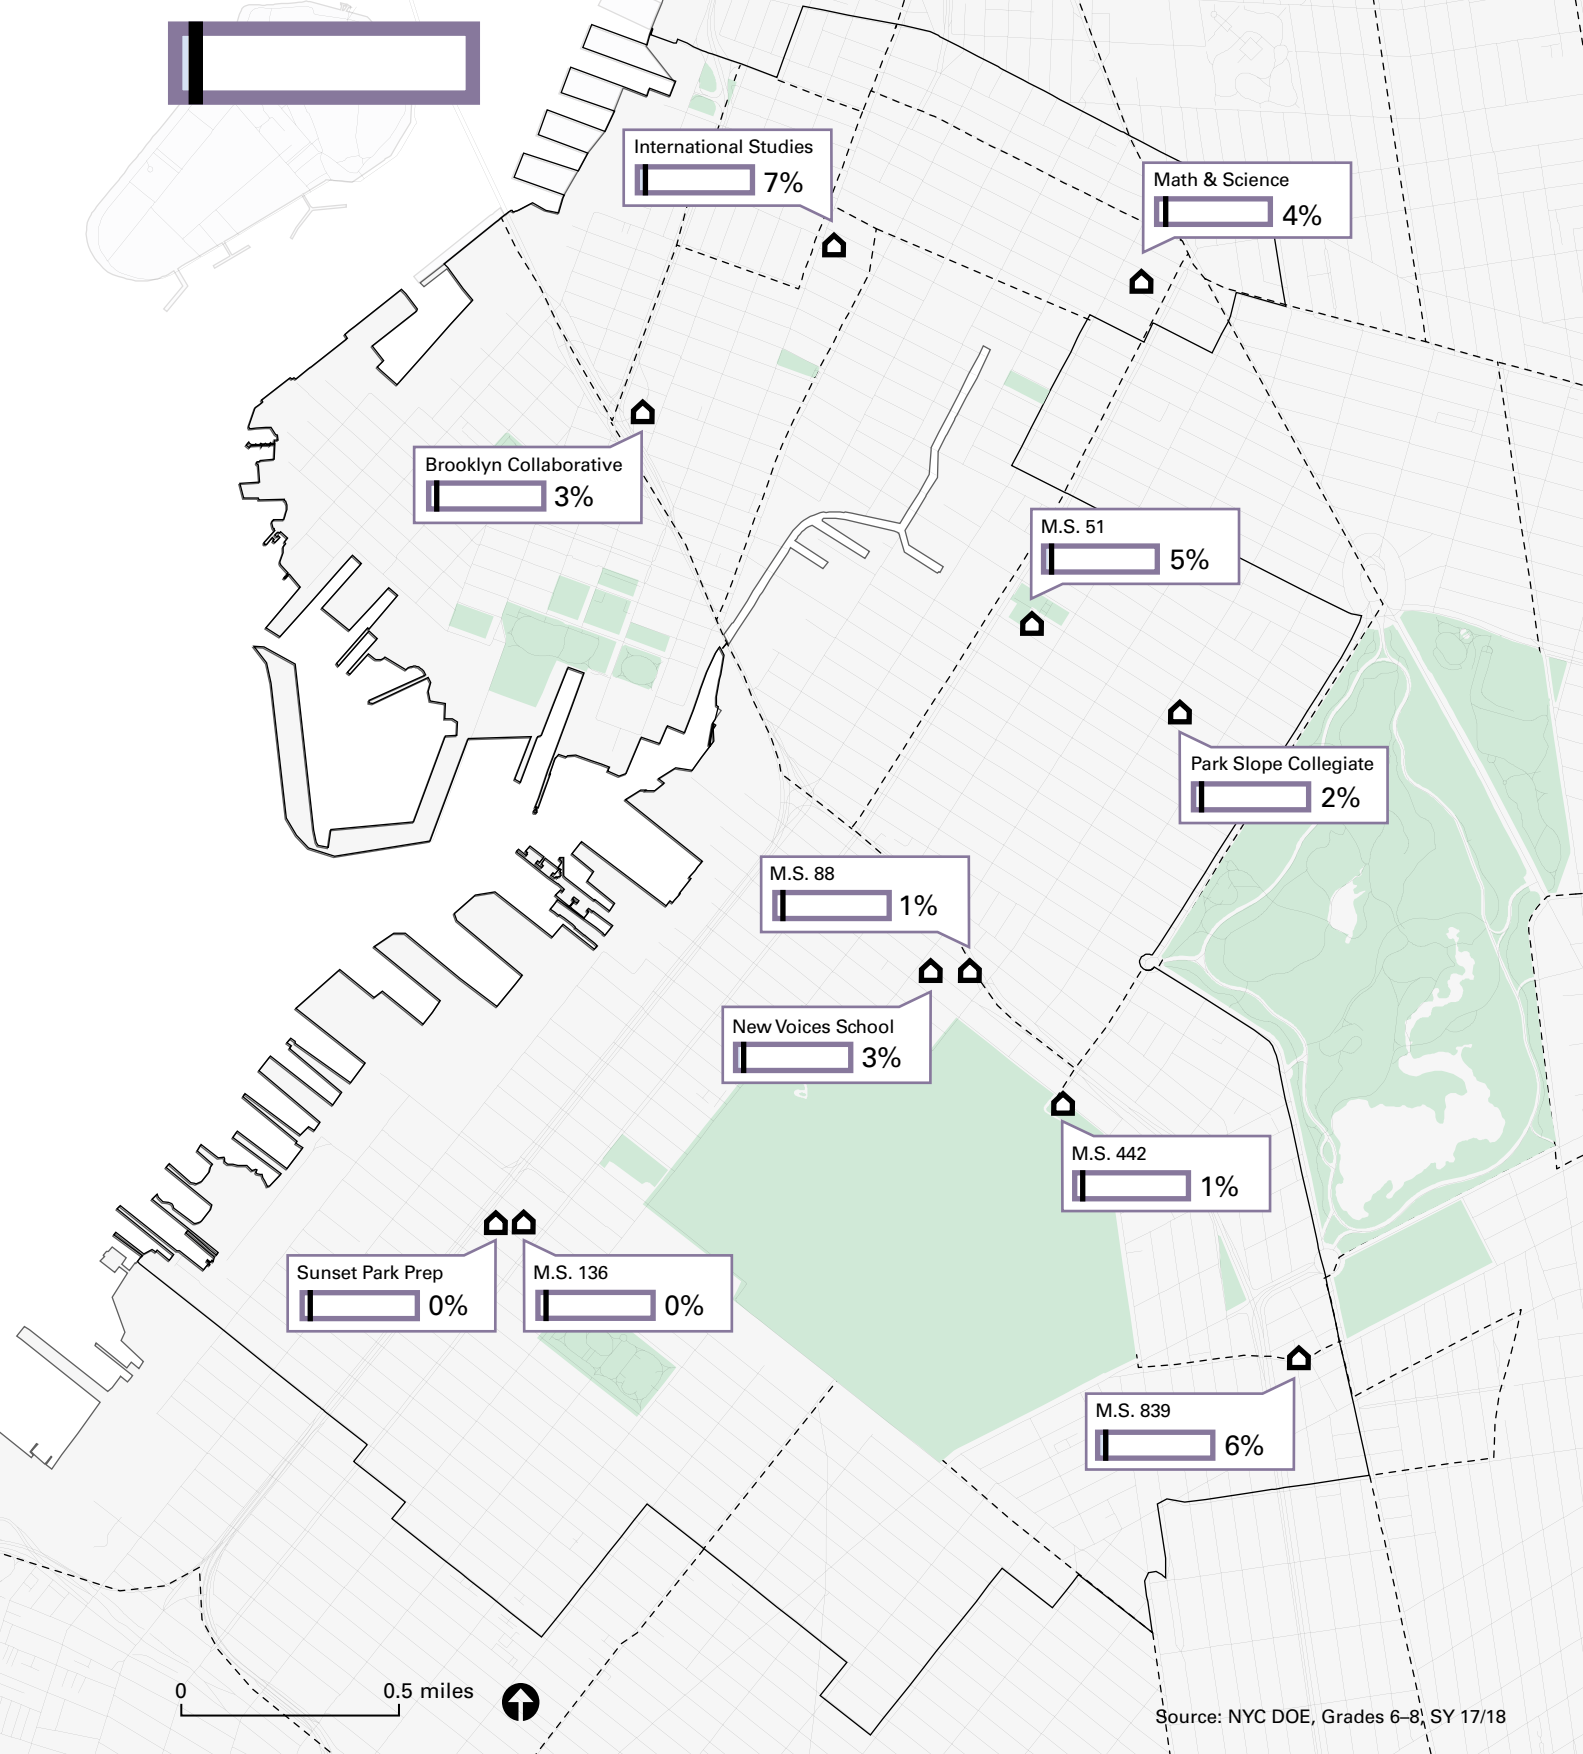 International Studies
7%
Math & Science
4%
Brooklyn Collaborative
3%
M.S. 51
5%
Park Slope Collegiate
2%
M.S. 88
1%
New Voices School
3%
M.S. 442
1%
Sunset Park Prep
0%
M.S. 136
0%
M.S. 839
6%
0 0.5 miles
Source: NYC DOE, Grades 6–8, SY 17/18